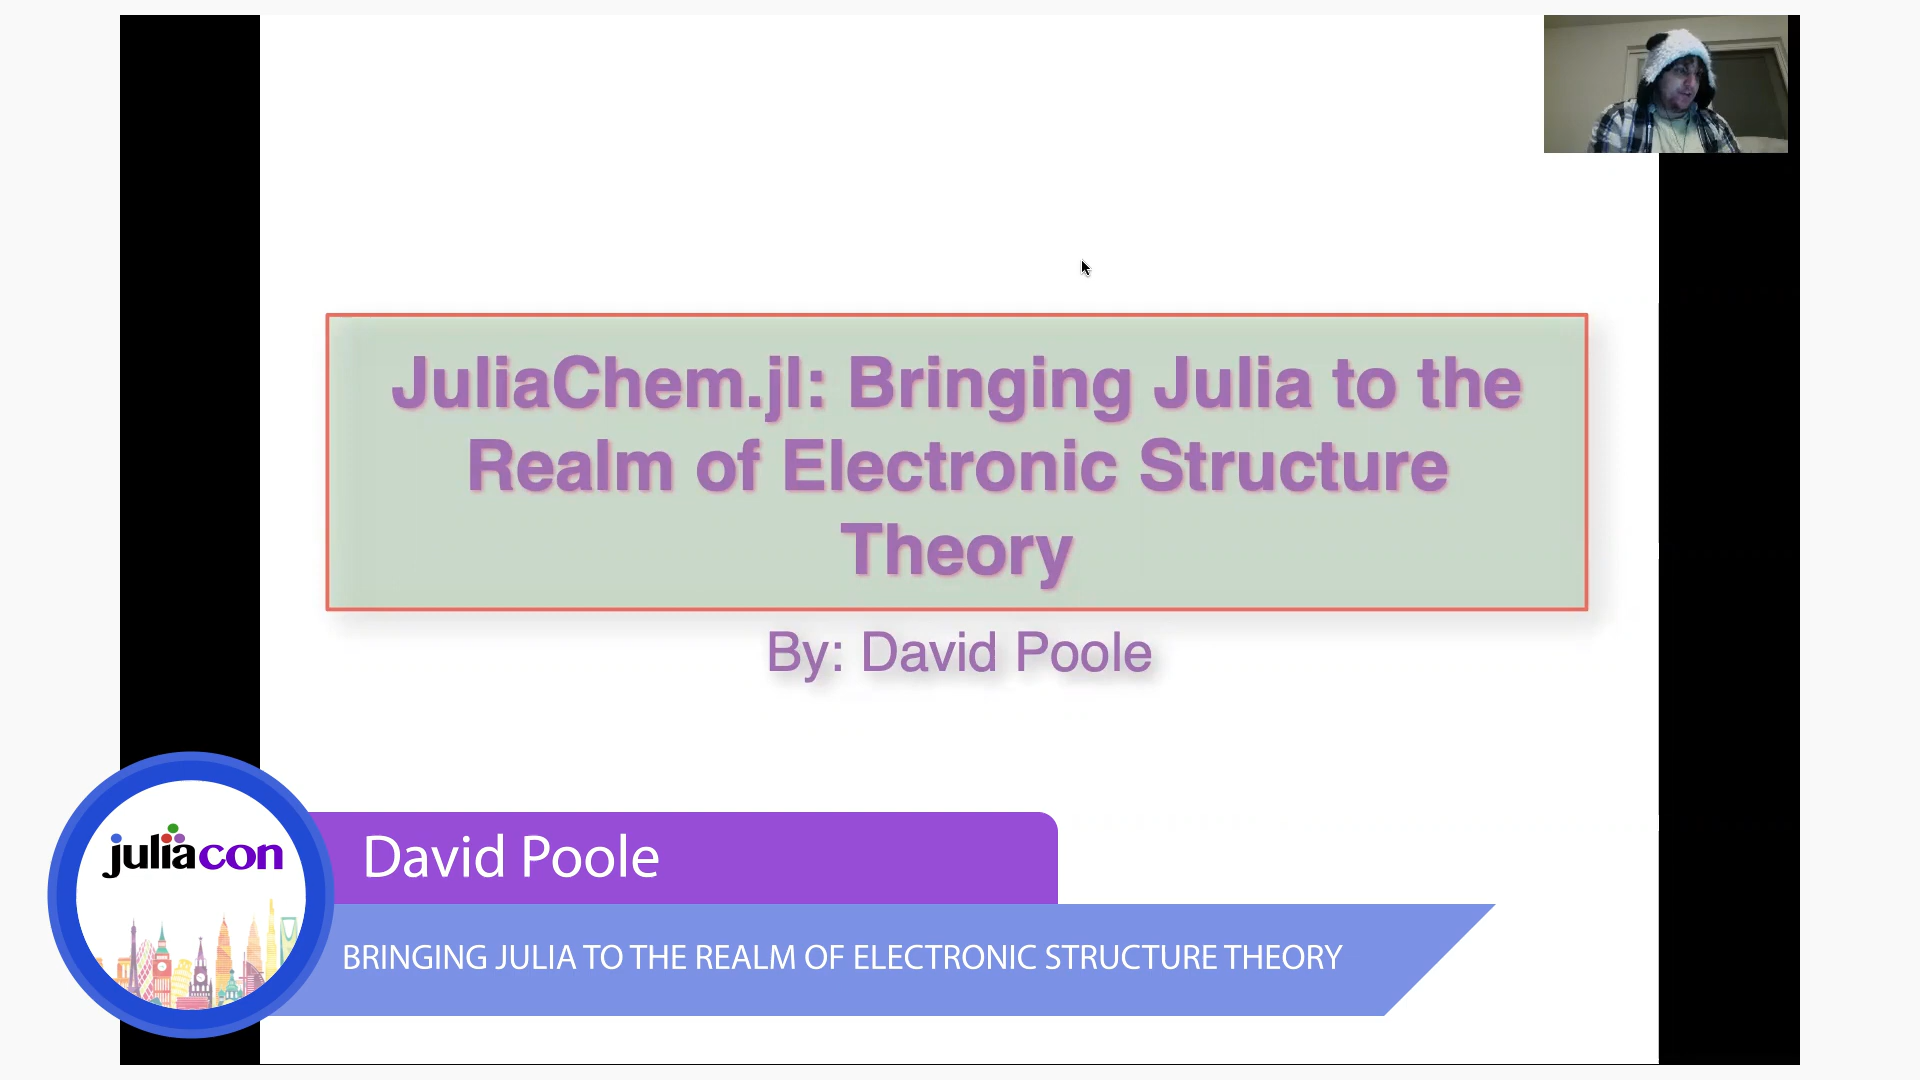 JuliaChem.jl: Bringing Julia to the
Realm of Electronic Structure
Theory
By: David Poole
juliacon
David Poole
BRINGING JULIA TO THE REALM OF ELECTRONIC STRUCTURE THEORY